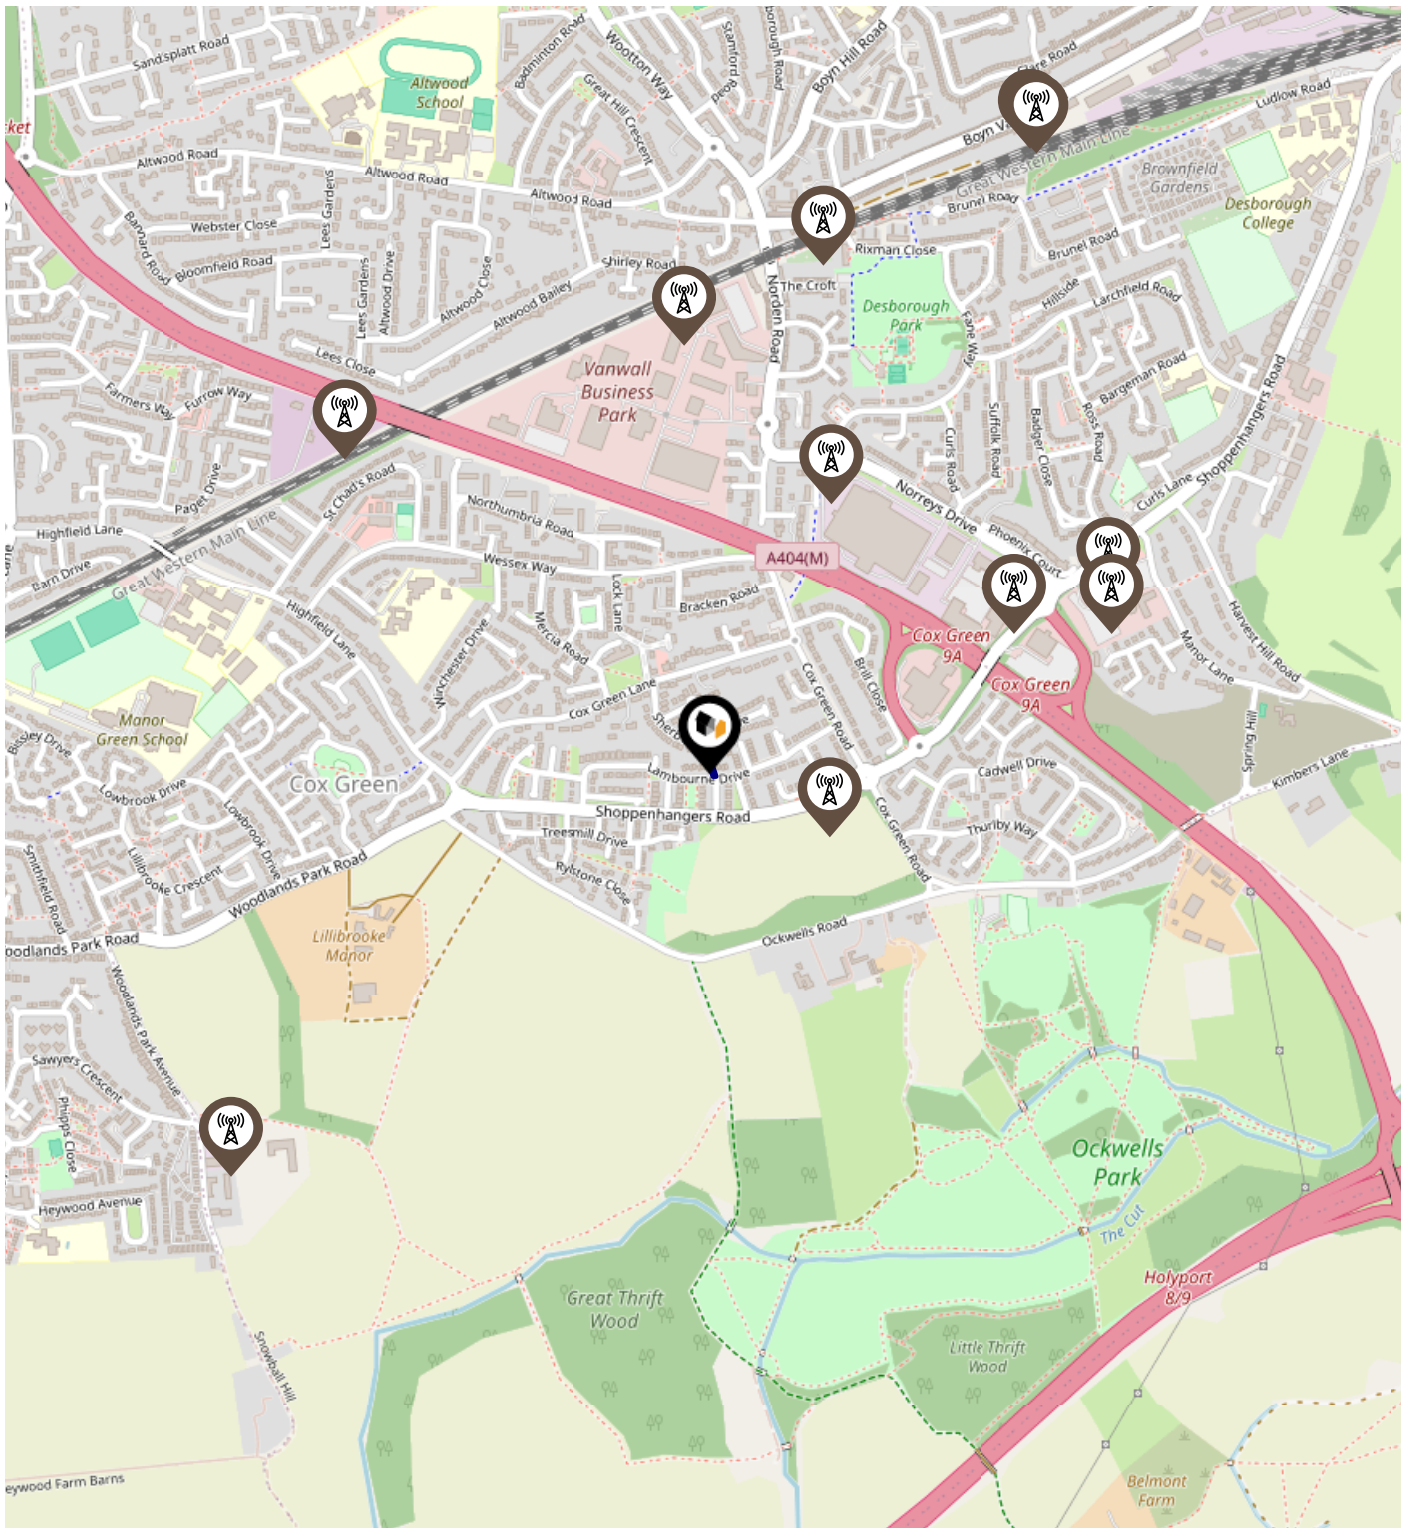 Sandsplatt Road
Badminton Road
Wootton Way
Stamford Road
Boyn Hill Road
Clare Road
Altwood
School
Great Hill Crescent
Ludlow Road
Altwood Road
Altwood Road
Altwood Road
Great Western Main Line
Brownfield
Gardens
Brunel Road
Desborough
College
Bannard Road
Webster Close
Lees Gardens
Bloomfield Road
Shirley Road
Rixman Close
Brunel Road
The Croft
Norden Road
Lees Gardens
Altwood Drive
Altwood Close
Altwood Bailey
Desborough
Park
Hillside
Larchfield Road
Fane Way
Lees Close
Vanwall
Business
Park
Bargeman Road
Farmers Way
Furrow Way
Curls Road
Suffolk Road
Badger Close
Ross Road
Shoppenhangers Road
Paget Drive
St Chad's Road
Northumbria Road
Norreys Drive
Curls Lane
Highfield Lane
Phoenix Court
Great Western Main Line
Wessex Way
A404(M)
Barn Drive
Lock Lane
Bracken Road
Highfield Lane
Mercia Road
Winchester Drive
Cox Green
9A
Manor Lane
Harvest Hill Road
Cox Green Lane
Cox Green Road
Brill Close
Cox Green
9A
Manor
Green School
Bissley Drive
Spring Hill
Kimbers Lane
Lambourne Drive
Cadwell Drive
Cox Green
Lowbrook Drive
Lowbrook Drive
Shoppenhangers Road
Treesmill Drive
Thurlby Way
Cox Green Road
Smithfield Road
Lillibrooke Crescent
Rylstone Close
Woodlands Park Road
Ockwells Road
Lillibrooke
Manor
Woodlands Park Avenue
Sawyers Crescent
Phipps Close
Ockwells
Park
Heywood Avenue
The Cut
Holyport
8/9
Great Thrift
Wood
Little Thrift
Wood
Snowball Hill
Belmont
Farm